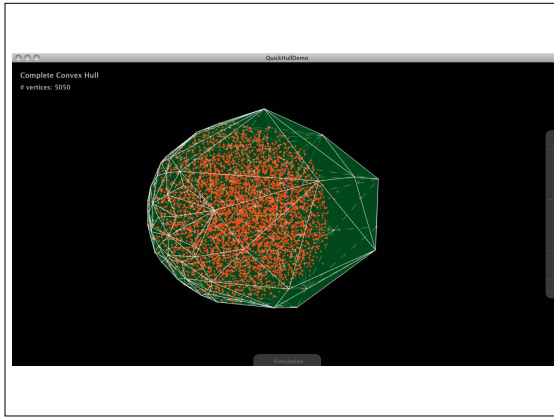 QuickHullDemo
Complete Convex Hull
# vertices: 5050
Simulation